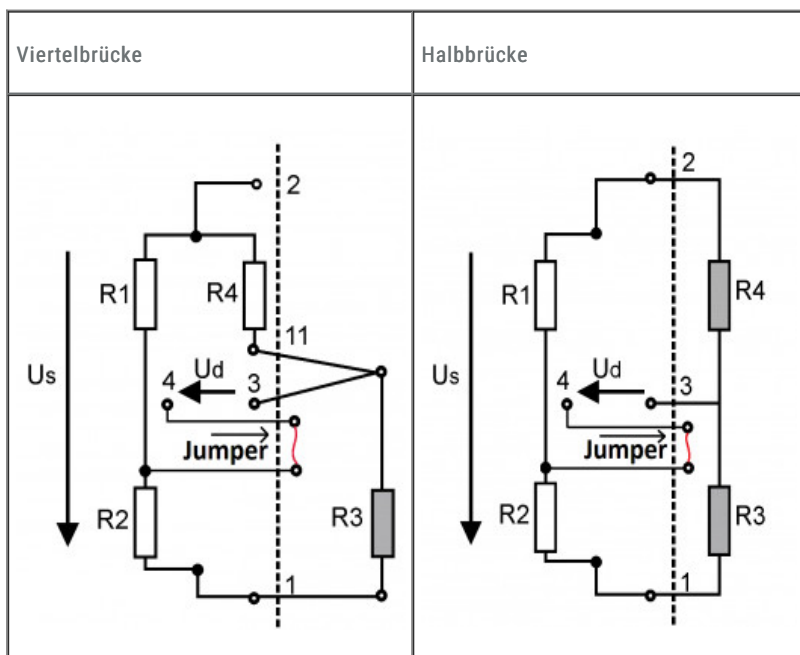 Viertelbrücke
Halbbrücke
2
R1
R4
11
Us
4
Ud
3
Jumper
R2
R3
1
2
R1
R4
Us
4
Ud
3
Jumper
R2
R3
1